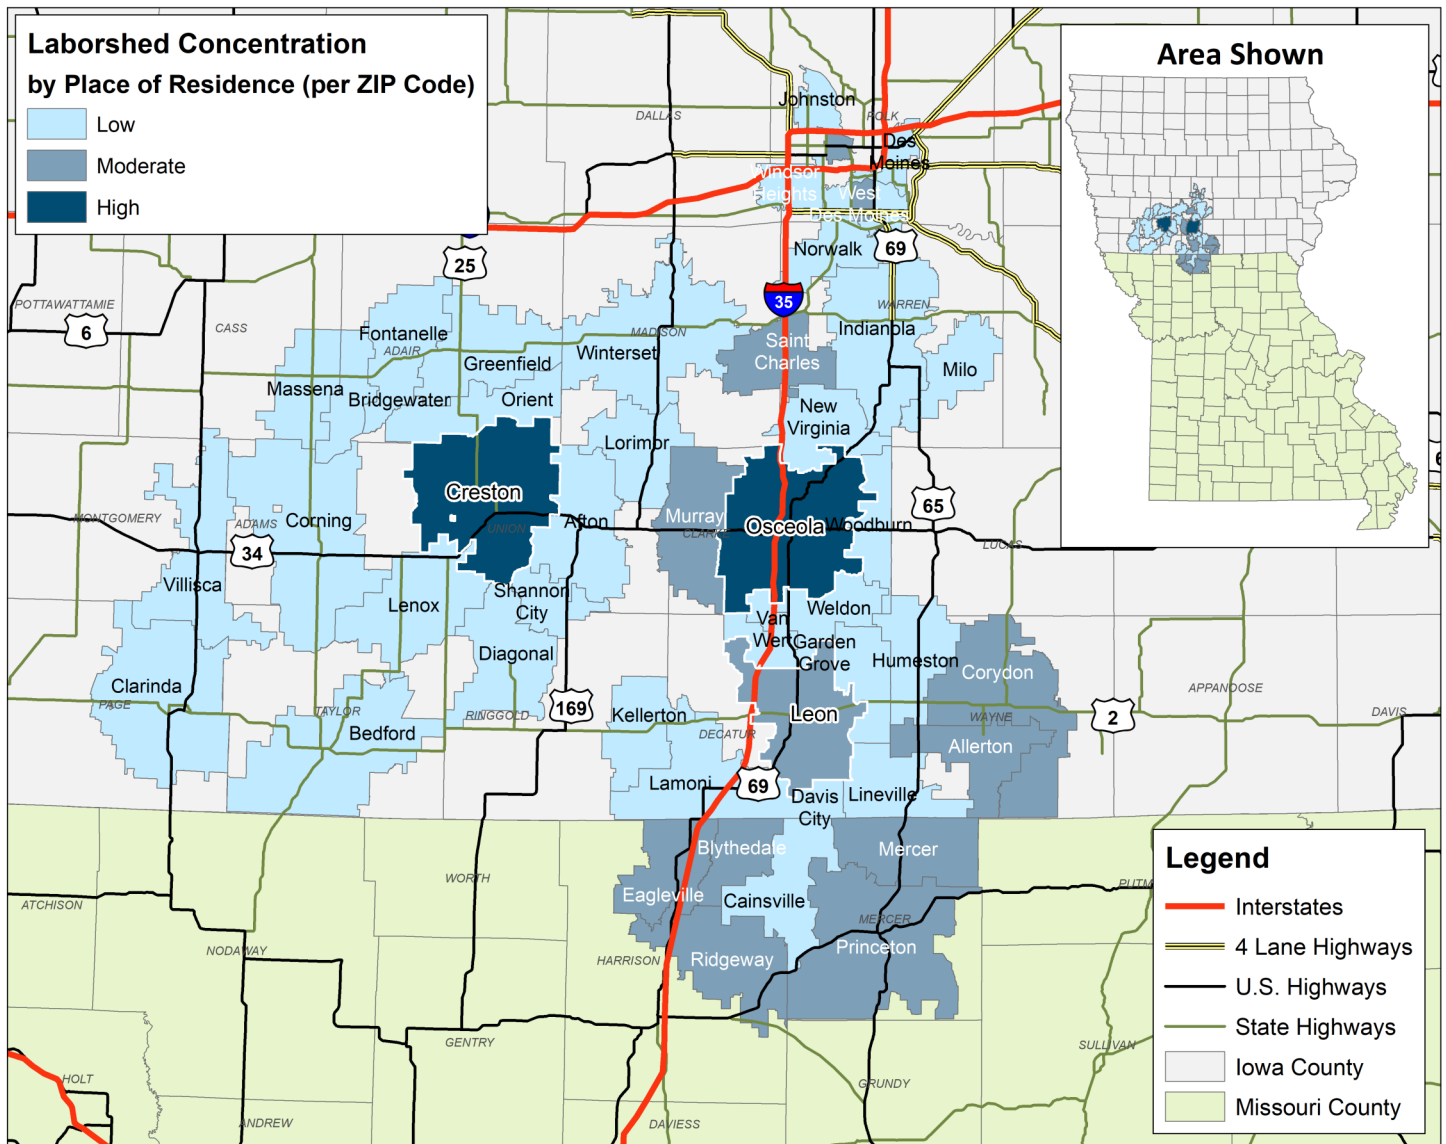 Laborshed Concentration
by Place of Residence (per ZIP Code)
Low
Moderate
High
Area Shown
Johnston
DALLAS
POLK
Des
Moines
Windsor
Heights
West
Des Moines
Norwalk
69
25
35
POTTAWATTAMIE
6
CASS
WARREN
Fontanelle
ADAIR
MADISON
Indianola
Winterset
Saint
Charles
Greenfield
Milo
Massena
Bridgewater
Orient
New
Virginia
Lorimor
Creston
65
MONTGOMERY
ADAMS
Corning
UNION
Afton
Murray
CLARKE
Osceola
Woodburn
LUCAS
34
Villisca
Lenox
Shannon
City
Weldon
Van
Wert
Garden
Grove
Diagonal
Humeston
Corydon
Clarinda
PAGE
TAYLOR
RINGGOLD
169
Kellerton
Leon
WAYNE
2
APPANOOSE
DAVIS
Bedford
DECATUR
Allerton
Lamoni
69
Davis
City
Lineville
Blythedale
Mercer
WORTH
Eagleville
Cainsville
MERCER
PUTM
ATCHISON
NODAWAY
HARRISON
Ridgeway
Princeton
GENTRY
SULLIVAN
HOLT
GRUNDY
ANDREW
DAVIESS
Legend
Interstates
4 Lane Highways
U.S. Highways
State Highways
Iowa County
Missouri County